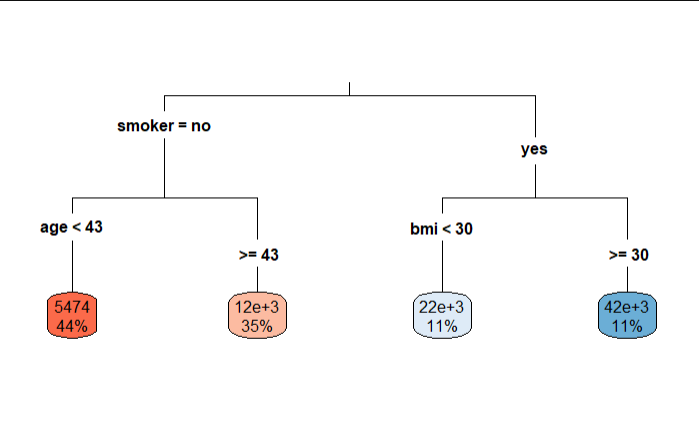 smoker = no
yes
age < 43
>= 43
bmi < 30
>= 30
5474
44%
12e+3
35%
22e+3
11%
42e+3
11%